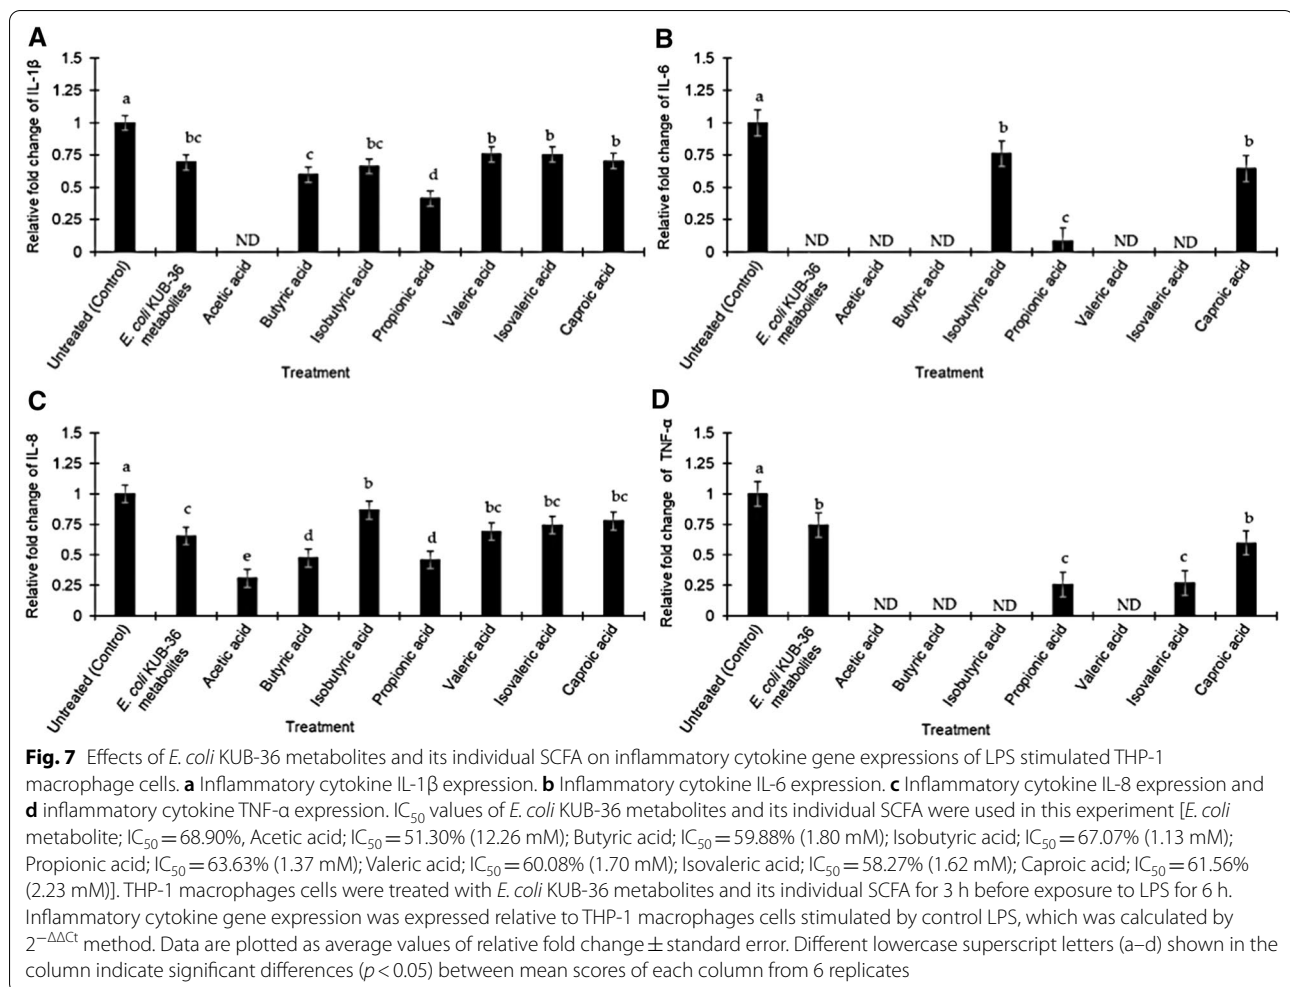 A
Relative fold change of IL-1β
1.5
1.25
1
0.75
0.5
0.25
0
a
bc
ND
c
bc
d
b
b
b
Untreated (Control)
E. coli KUB-36
metabolites
Acetic acid
Butyric acid
Isobutyric acid
Propionic acid
Valeric acid
Isovaleric acid
Caproic acid
Treatment
B
Relative fold change of IL-6
1.5
1.25
1
0.75
0.5
0.25
0
a
ND
ND
ND
b
c
ND
ND
b
Untreated (Control)
E. coli KUB-36
metabolites
Acetic acid
Butyric acid
Isobutyric acid
Propionic acid
Valeric acid
Isovaleric acid
Caproic acid
Treatment
C
Relative fold change of IL-8
1.5
1.25
1
0.75
0.5
0.25
0
a
c
e
d
b
d
bc
bc
bc
Untreated (Control)
E. coli KUB-36
metabolites
Acetic acid
Butyric acid
Isobutyric acid
Propionic acid
Valeric acid
Isovaleric acid
Caproic acid
Treatment
D
Relative fold change of TNF-α
1.5
1.25
1
0.75
0.5
0.25
0
a
b
ND
ND
ND
c
ND
c
b
Untreated (Control)
E. coli KUB-36
metabolites
Acetic acid
Butyric acid
Isobutyric acid
Propionic acid
Valeric acid
Isovaleric acid
Caproic acid
Treatment
Fig. 7 Effects of E. coli KUB-36 metabolites and its individual SCFA on inflammatory cytokine gene expressions of LPS stimulated THP-1
macrophage cells. a Inflammatory cytokine IL-1β expression. b Inflammatory cytokine IL-6 expression. c Inflammatory cytokine IL-8 expression and
d inflammatory cytokine TNF-α expression. IC50 values of E. coli KUB-36 metabolites and its individual SCFA were used in this experiment [E. coli
metabolite; IC50 = 68.90%, Acetic acid; IC50 = 51.30% (12.26 mM); Butyric acid; IC50 = 59.88% (1.80 mM); Isobutyric acid; IC50 = 67.07% (1.13 mM);
Propionic acid; IC50 = 63.63% (1.37 mM); Valeric acid; IC50 = 60.08% (1.70 mM); Isovaleric acid; IC50 = 58.27% (1.62 mM); Caproic acid; IC50 = 61.56%
(2.23 mM)]. THP-1 macrophages cells were treated with E. coli KUB-36 metabolites and its individual SCFA for 3 h before exposure to LPS for 6 h.
Inflammatory cytokine gene expression was expressed relative to THP-1 macrophages cells stimulated by control LPS, which was calculated by
2−ΔΔCt method. Data are plotted as average values of relative fold change ± standard error. Different lowercase superscript letters (a–d) shown in the
column indicate significant differences (p < 0.05) between mean scores of each column from 6 replicates